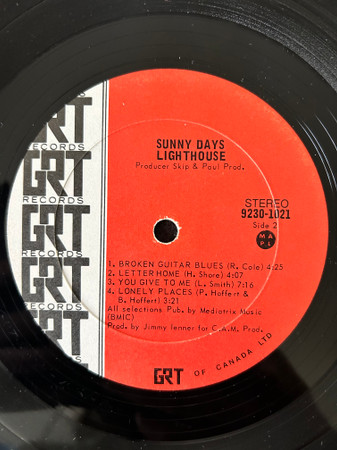 GRT
RECORDS
GRT
RECORDS
GRT
RECORDS
GRT
RECORDS
GRT
SUNNY DAYS
LIGHTHOUSE
Producer Skip & Paul Prod.
STEREO
9230-1021
Side 2
MAPL
1. BROKEN GUITAR BLUES (R. Cole) 4:25
2. LETTER HOME (H. Shore) 4:07
3. YOU GIVE TO ME (L. Smith) 7:16
4. LONELY PLACES (P. Hoffert &
B. Hoffert) 3:21
All selections Pub. by Mediatrix Music
(BMIC)
Prod. by Jimmy Ienner for C.A.M. Prod.
GRT OF CANADA LTD